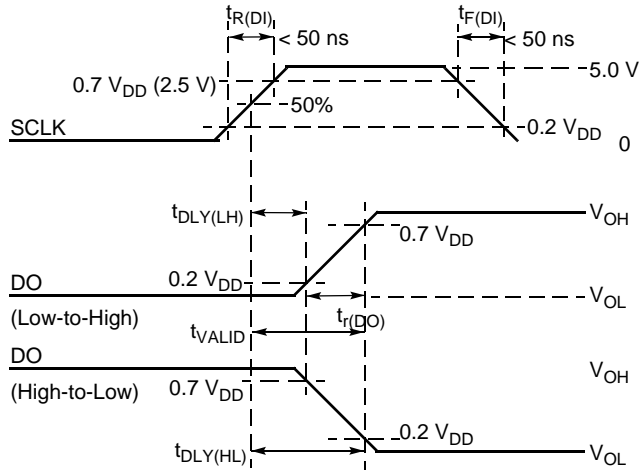 tR(DI)
< 50 ns
tF(DI)
< 50 ns
0.7 VDD (2.5 V)
5.0 V
50%
SCLK
0.2 VDD
0
tDLY(LH)
VOH
0.7 VDD
0.2 VDD
DO
(Low-to-High)
VOL
tr(DO)
tVALID
DO
(High-to-Low)
VOH
0.7 VDD
0.2 VDD
tDLY(HL)
VOL